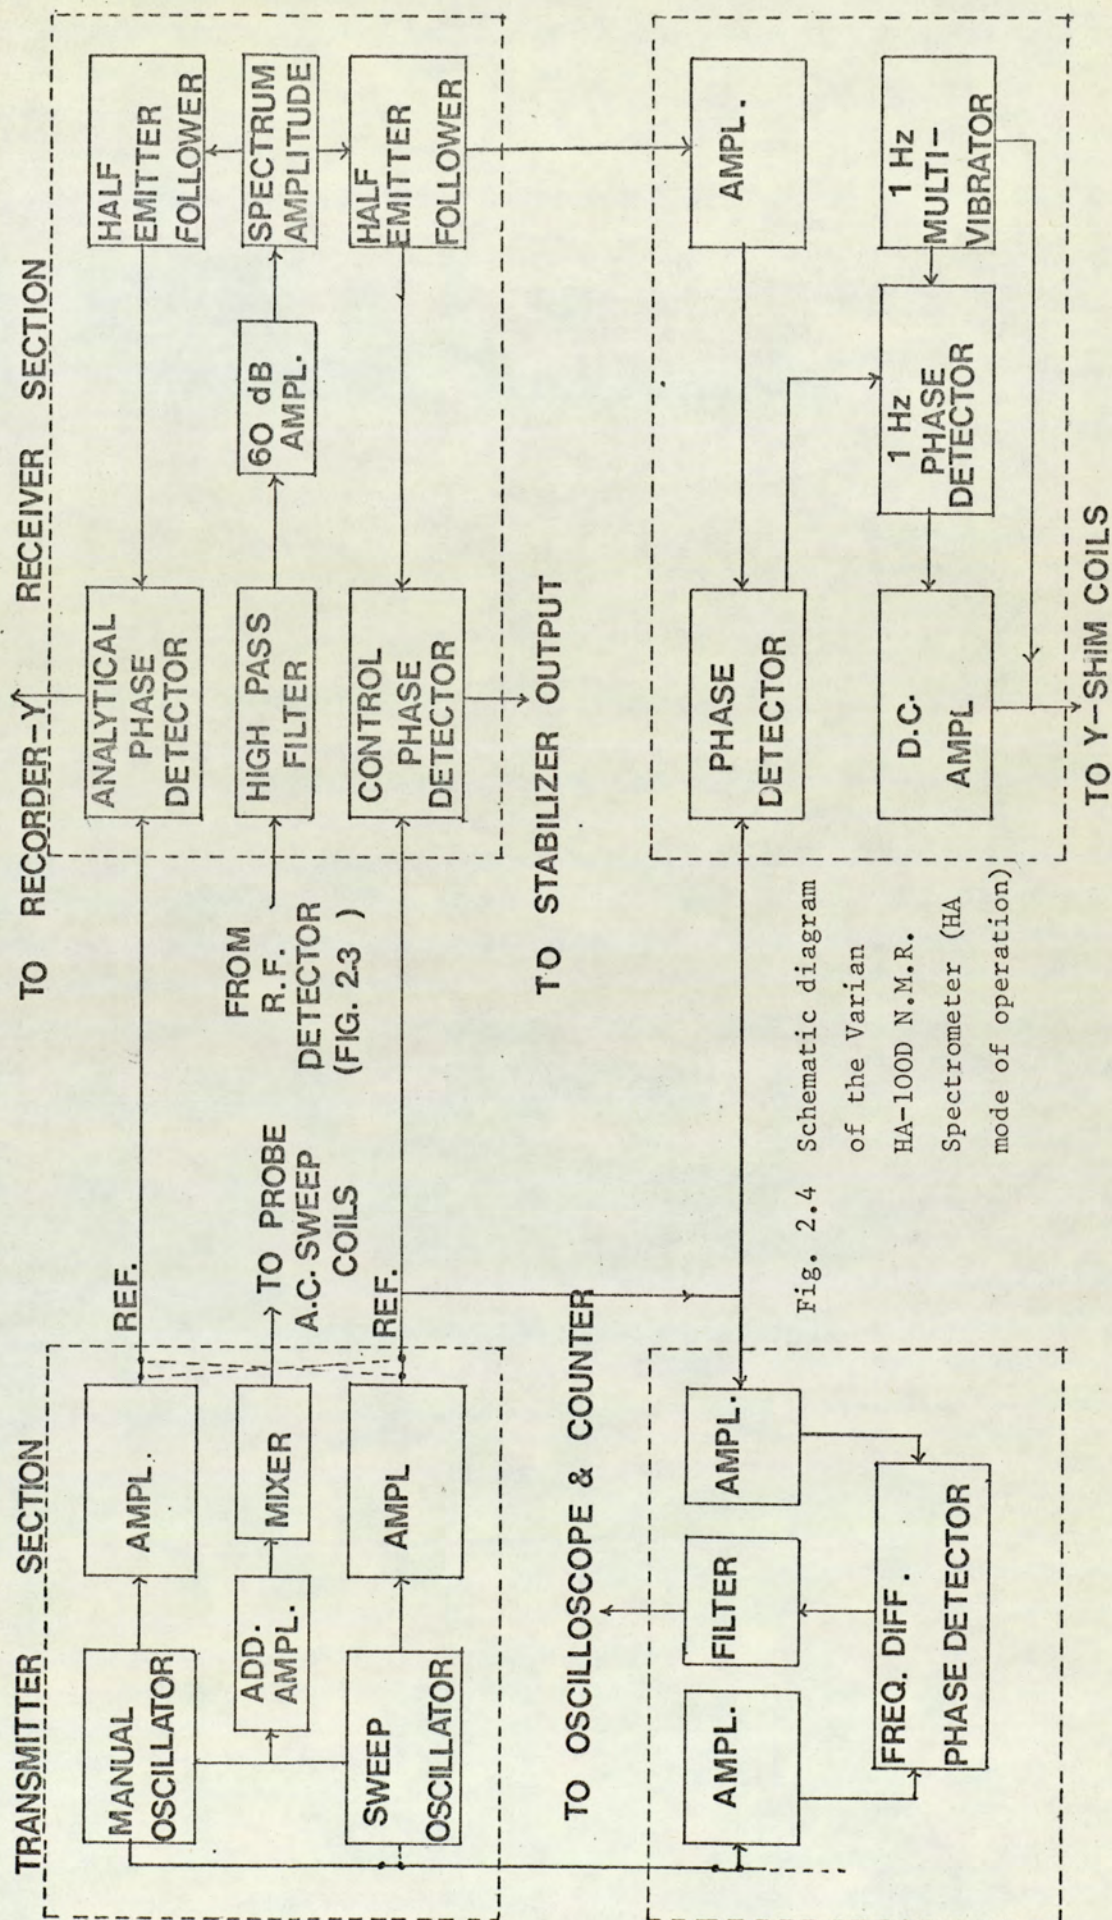 TRANSMITTER SECTION
MANUAL
OSCILLATOR
AMPL.
REF.
ADD.
AMPL.
MIXER
TO PROBE
A.C. SWEEP
COILS
SWEEP
OSCILLATOR
AMPL
REF.
TO RECORDER-Y
RECEIVER SECTION
ANALYTICAL
PHASE
DETECTOR
HALF
EMITTER
FOLLOWER
FROM
R.F.
DETECTOR
(FIG. 2.3 )
HIGH PASS
FILTER
60 dB
AMPL.
SPECTRUM
AMPLITUDE
CONTROL
PHASE
DETECTOR
HALF
EMITTER
FOLLOWER
TO STABILIZER OUTPUT
TO OSCILLOSCOPE & COUNTER
AMPL.
FILTER
AMPL.
FREQ. DIFF.
PHASE DETECTOR
PHASE
DETECTOR
AMPL.
D.C.
AMPL
1 Hz
PHASE
DETECTOR
1 Hz
MULTI-
VIBRATOR
TO Y-SHIM COILS
Fig. 2.4 Schematic diagram
of the Varian
HA-100D N.M.R.
Spectrometer (HA
mode of operation)